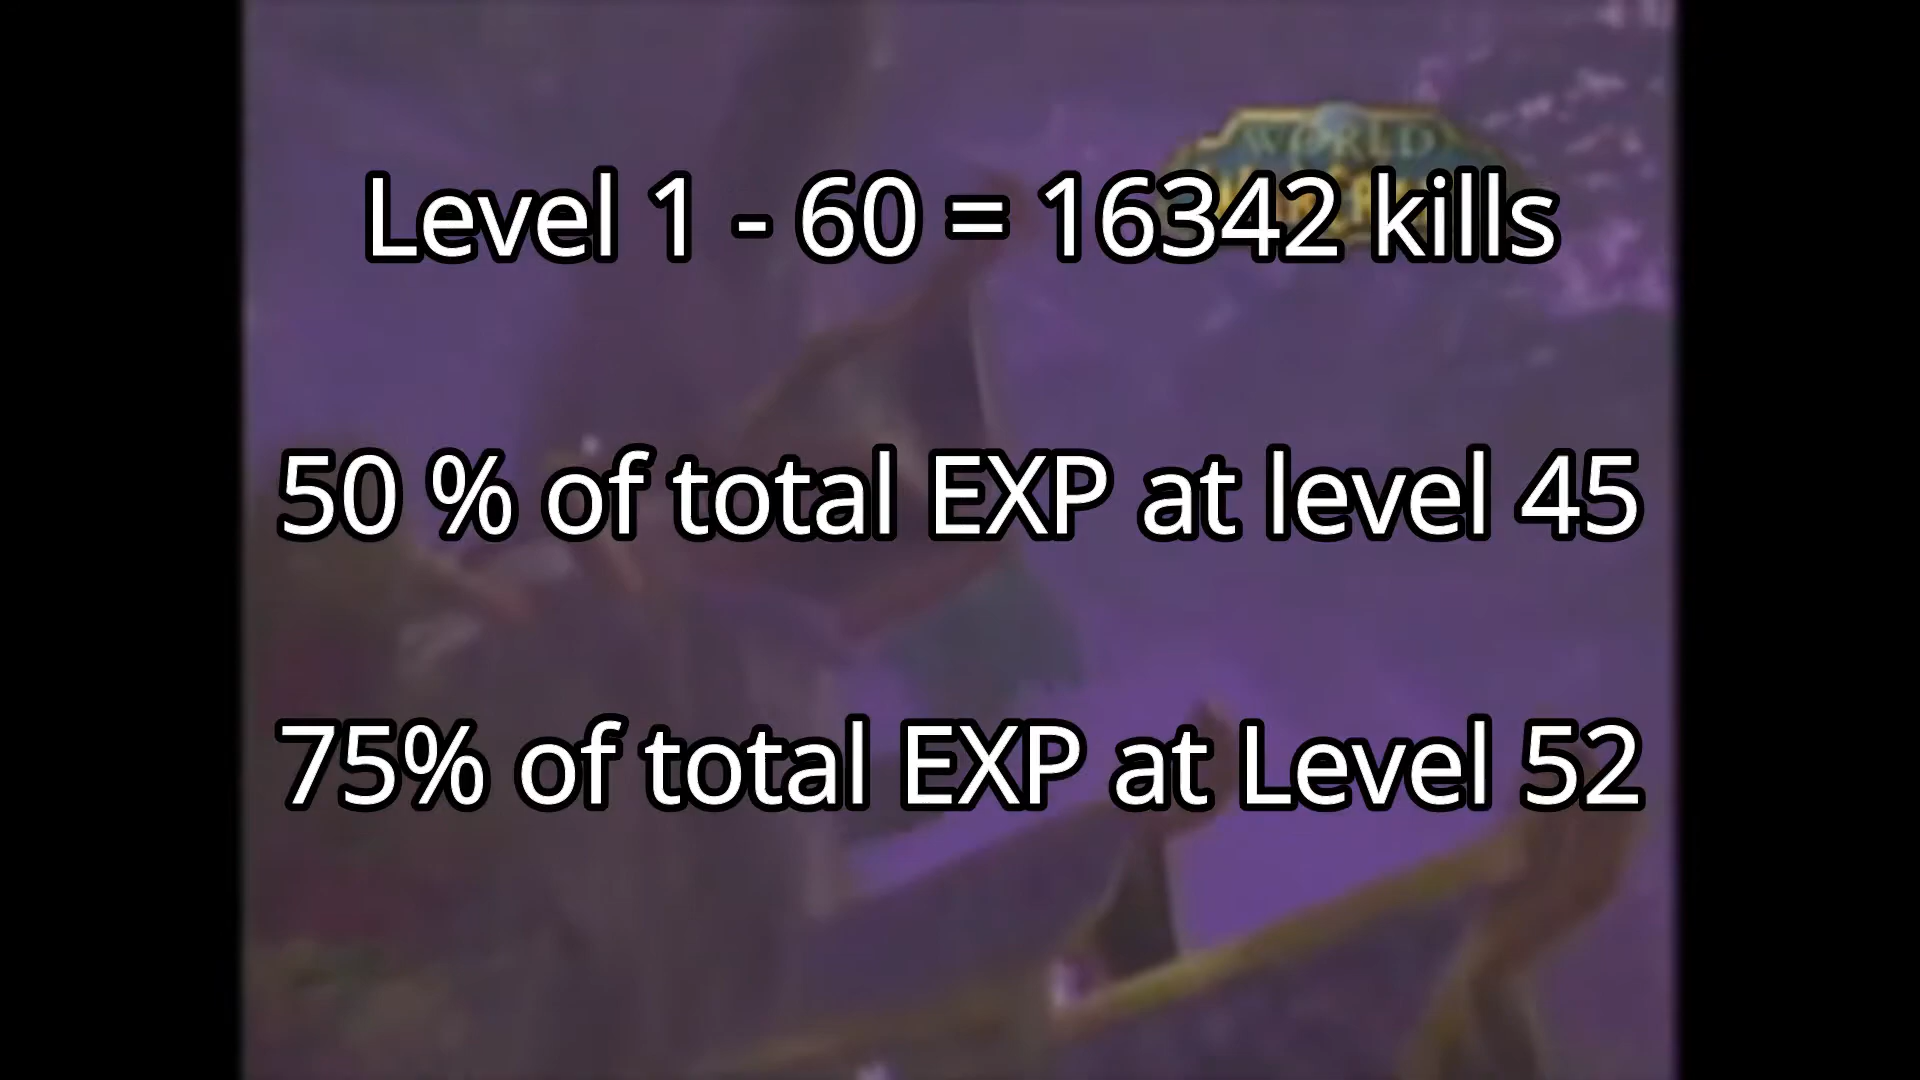 WORLD
Level 1 - 60 = 16342 kills
50 % of total EXP at level 45
75% of total EXP at Level 52